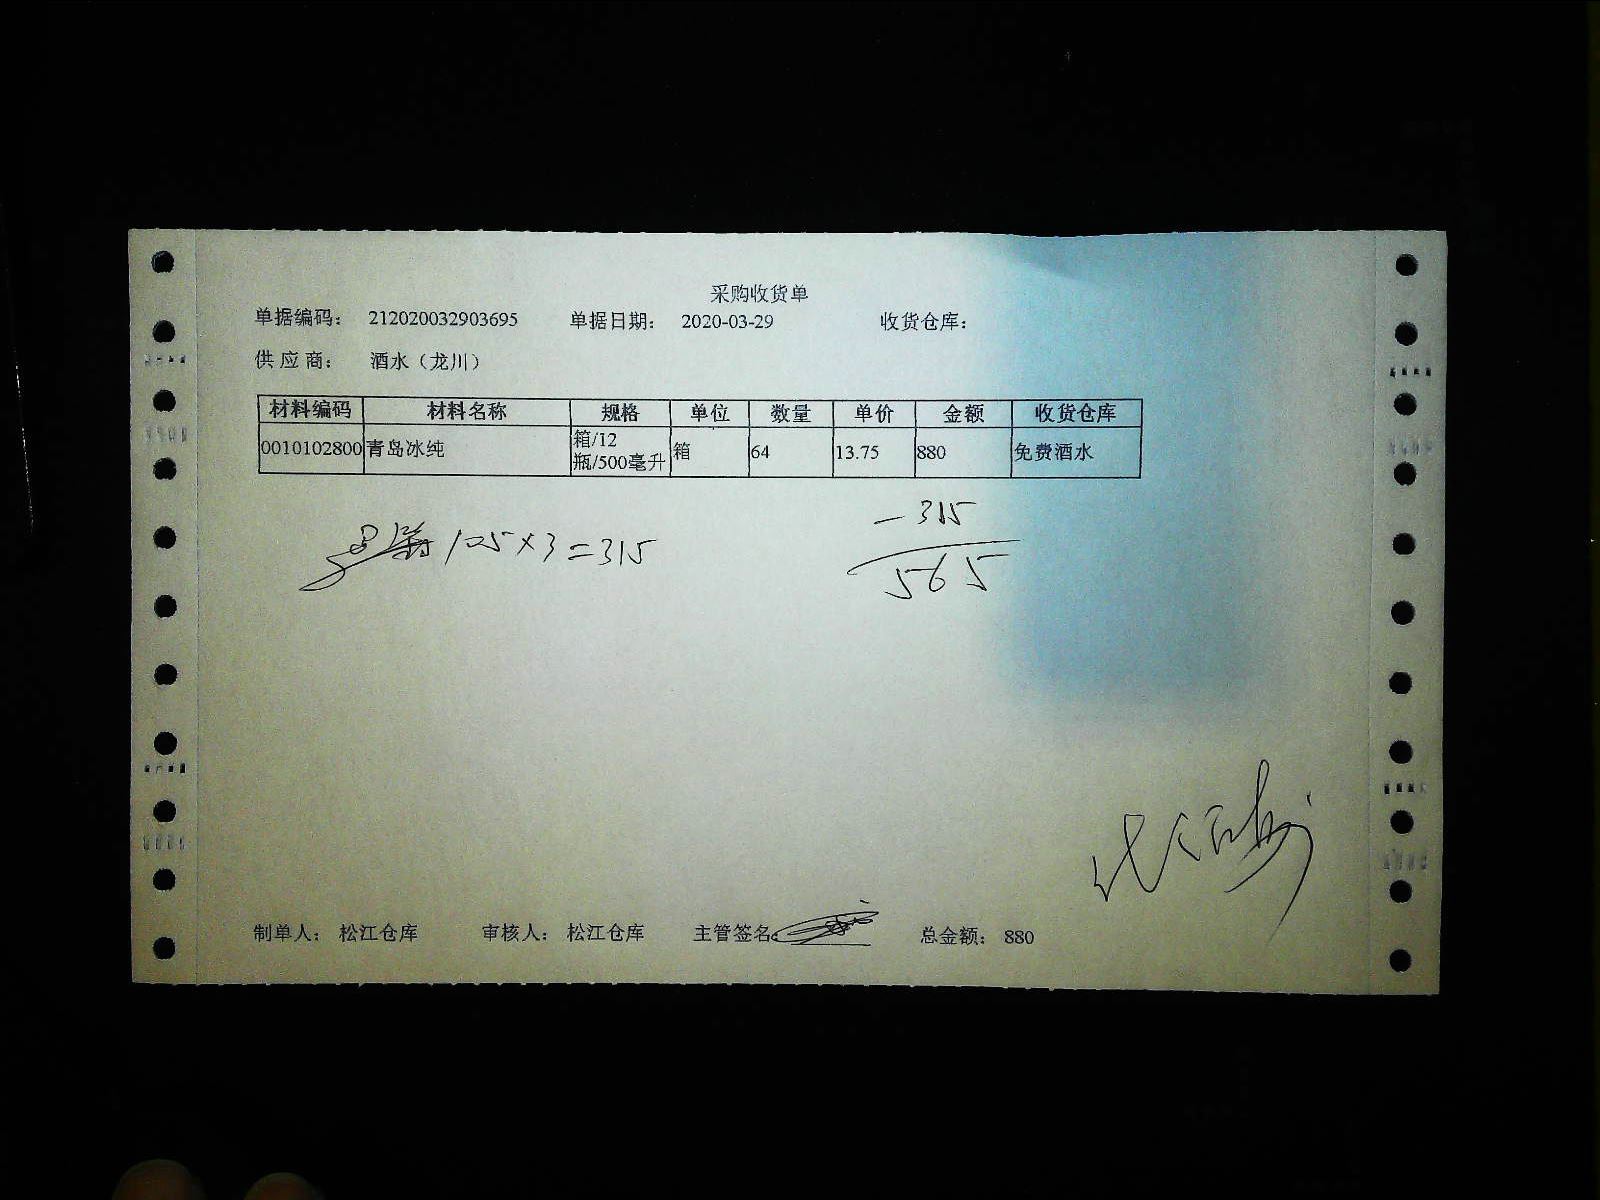 采购收货单
单据编码： 212020032903695 单据日期： 2020-03-29 收货仓库：
供应商： 酒水（龙川）
材料编码 材料名称 规格 单位 数量 单价 金额 收货仓库
0010102800 青岛冰纯 箱/12瓶/500毫升 箱 64 13.75 880 免费酒水
-315
105×3=315
565
制单人： 松江仓库 审核人： 松江仓库 主管签名： 总金额： 880